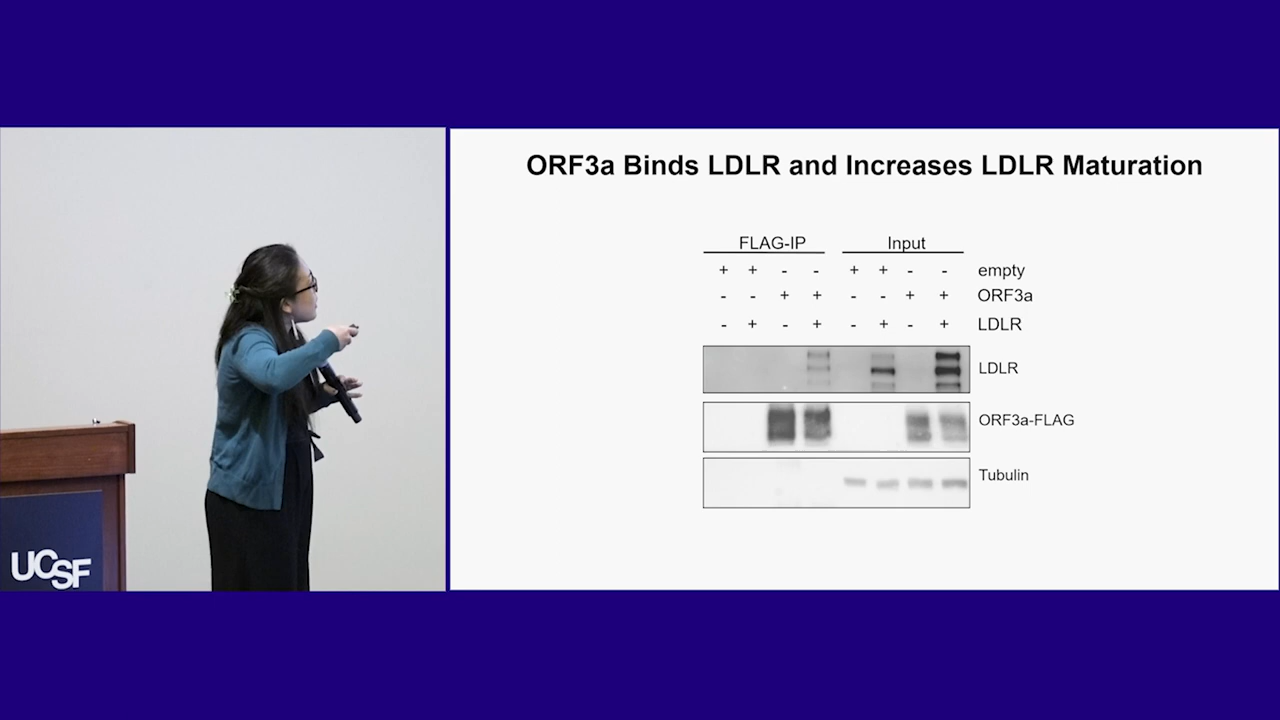 ORF3a Binds LDLR and Increases LDLR Maturation
FLAG-IP Input
+ + - - + + - - empty
- - + + - - + + ORF3a
- + - + - + - + LDLR
LDLR
ORF3a-FLAG
Tubulin
UCSF